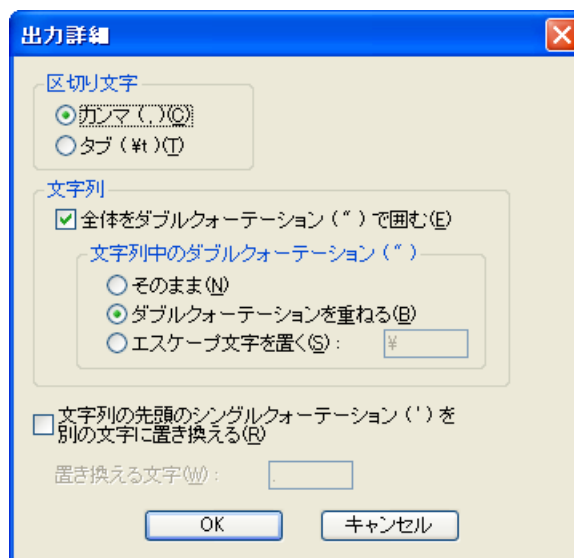 出力詳細
区切り文字
カンマ(,)(C)
タブ(¥t)(T)
文字列
全体をダブルクォーテーション(")で囲む(E)
文字列中のダブルクォーテーション(")
そのまま(N)
ダブルクォーテーションを重ねる(B)
エスケープ文字を置く(S): ¥
文字列の先頭のシングルクォーテーション(')を
別の文字に置き換える(R)
置き換える文字(W): .
OK キャンセル